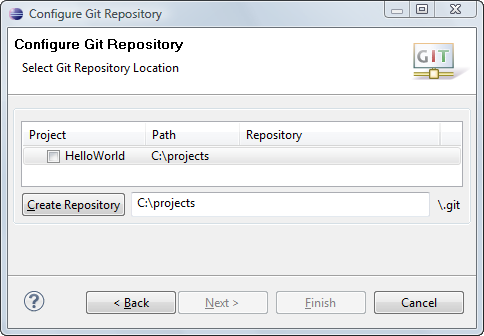 Configure Git Repository
Configure Git Repository
Select Git Repository Location
GIT
Project Path Repository
HelloWorld C:\projects
Create Repository C:\projects \.git
? < Back Next > Finish Cancel